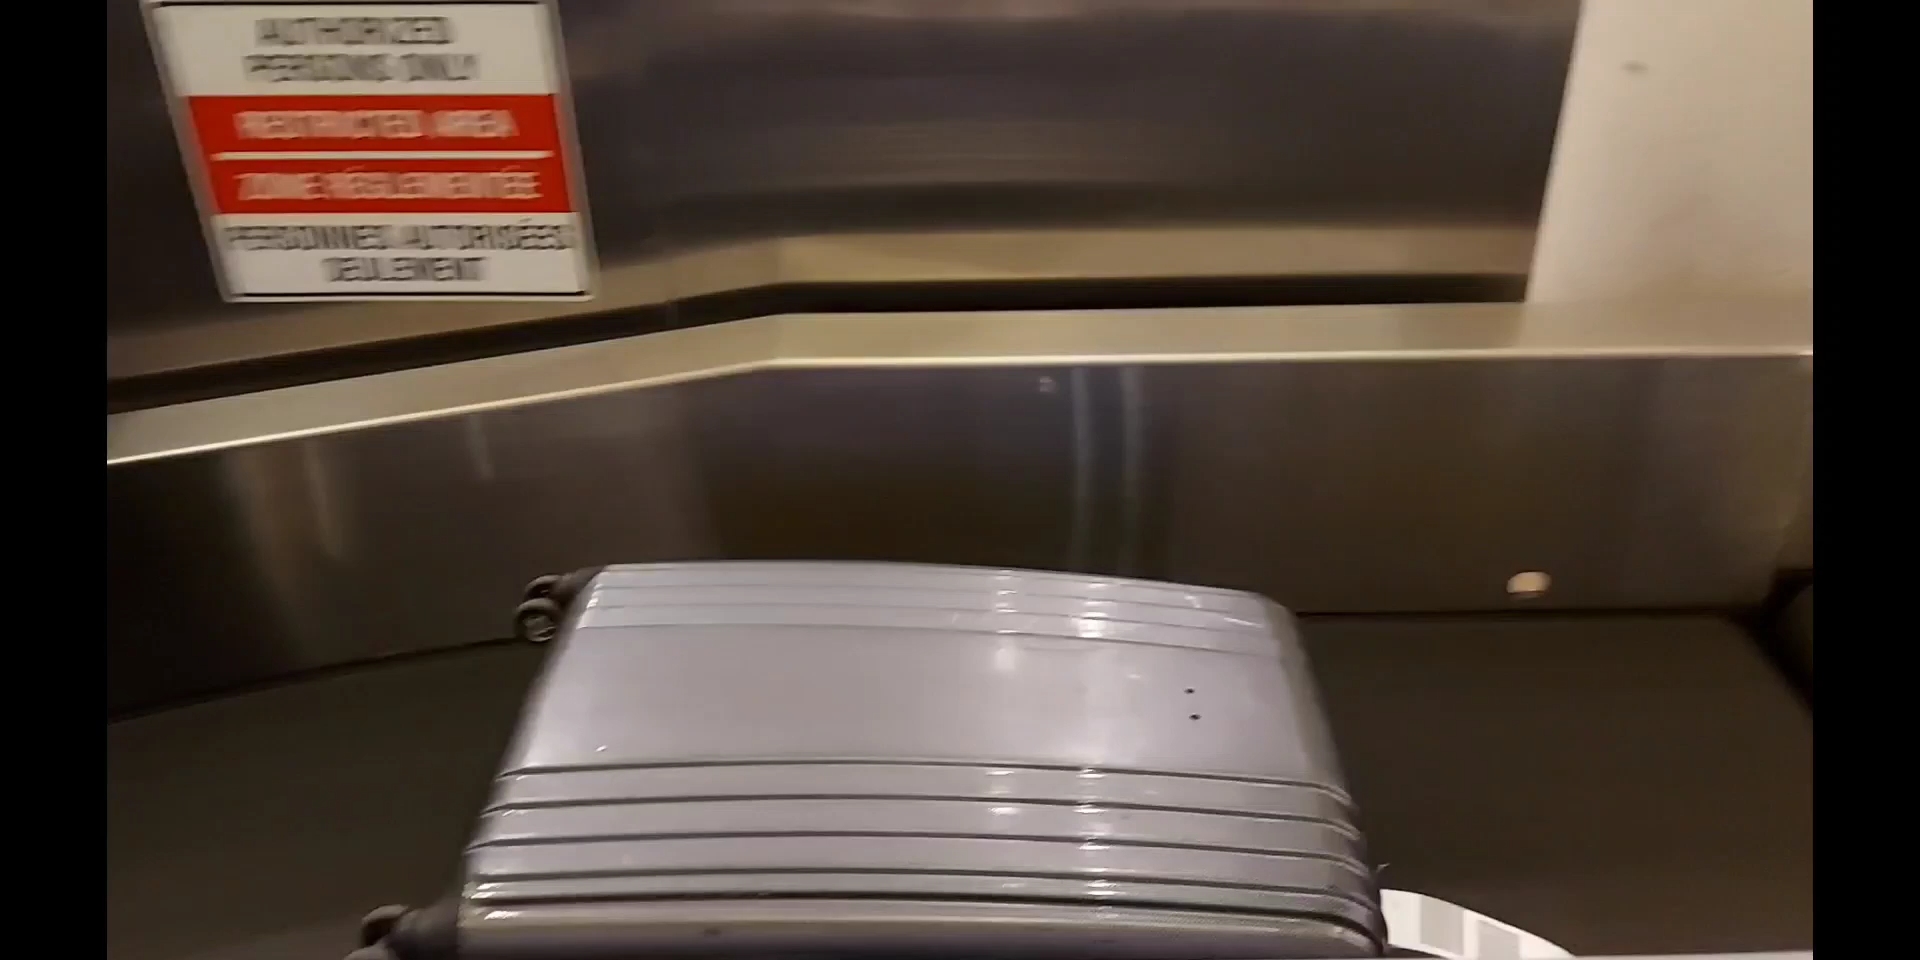 AUTHORIZED
PERSONS ONLY
RESTRICTED AREA
ZONE RÉGLEMENTÉE
PERSONNES AUTORISÉES
SEULEMENT